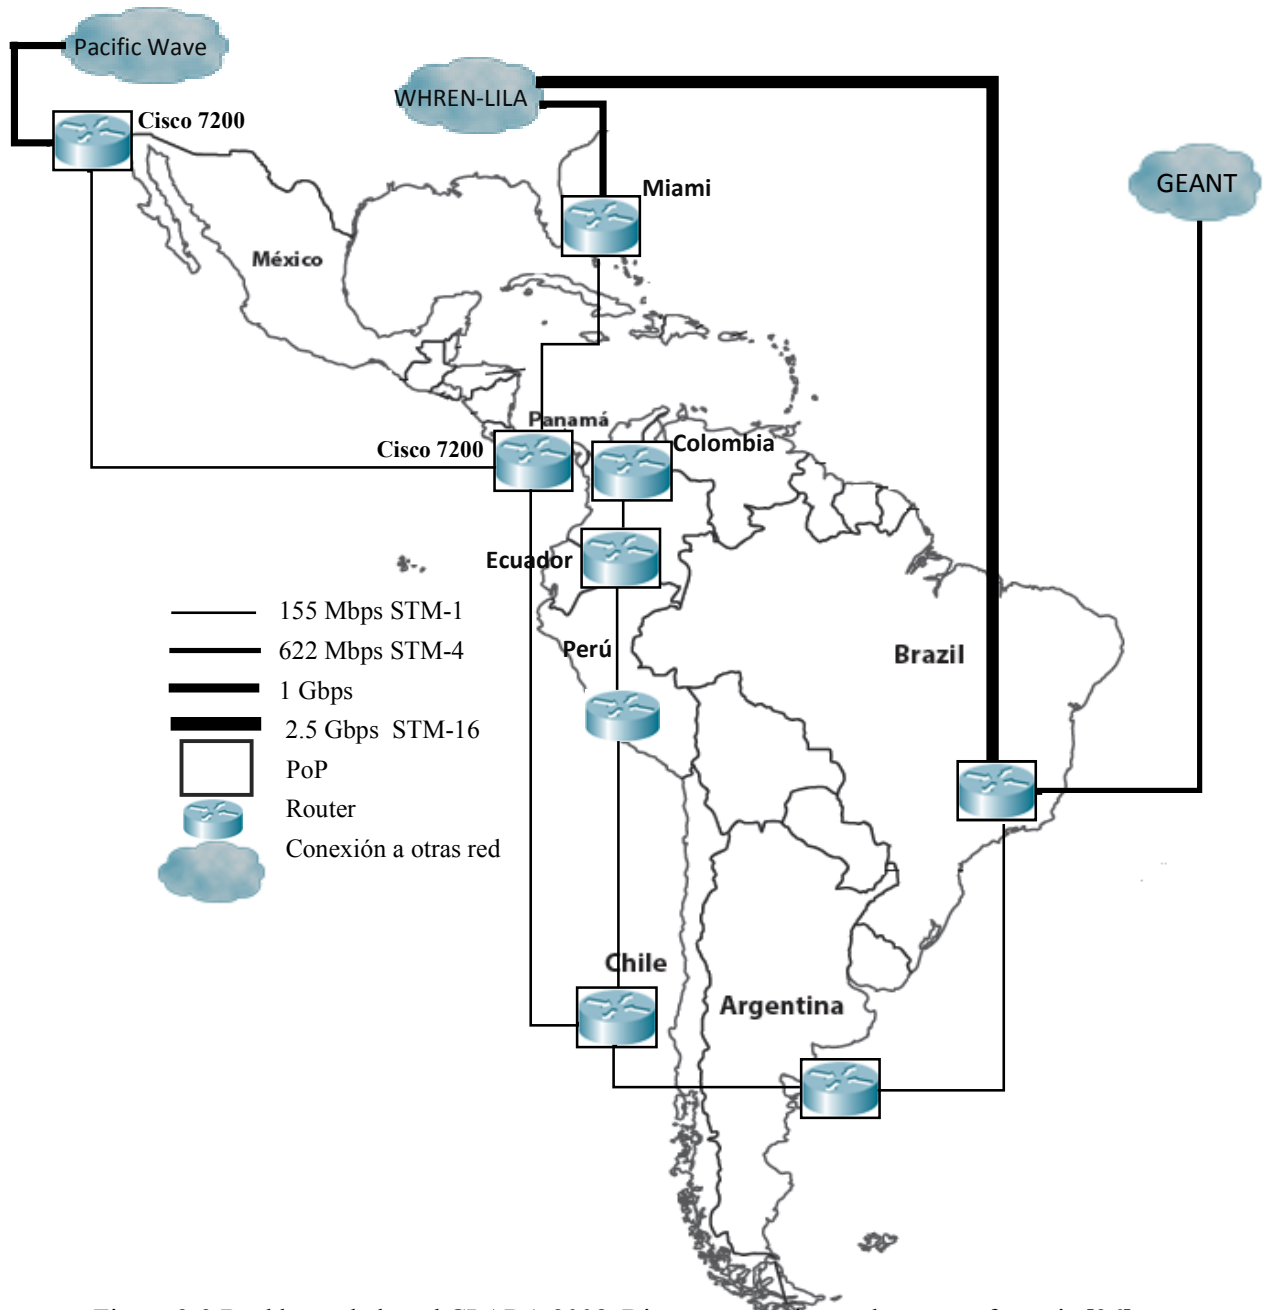 Pacific Wave
WHREN-LILA
Cisco 7200
Miami
GEANT
México
Panamá
Cisco 7200
Colombia
Ecuador
155 Mbps STM-1
622 Mbps STM-4
Perú
Brazil
1 Gbps
2.5 Gbps STM-16
PoP
Router
Conexión a otras red
Chile
Argentina